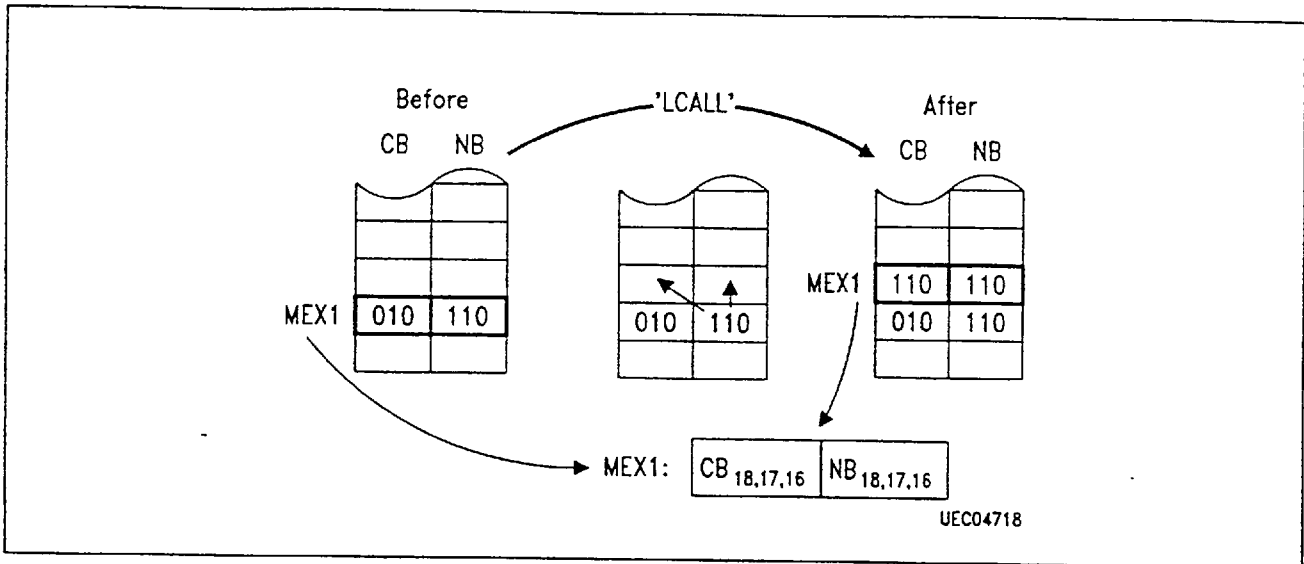 Before 'LCALL' After
CB NB CB NB
MEX1 110 110
MEX1 010 110 010 110 010 110
MEX1: CB 18,17,16 NB 18,17,16
UEC04718